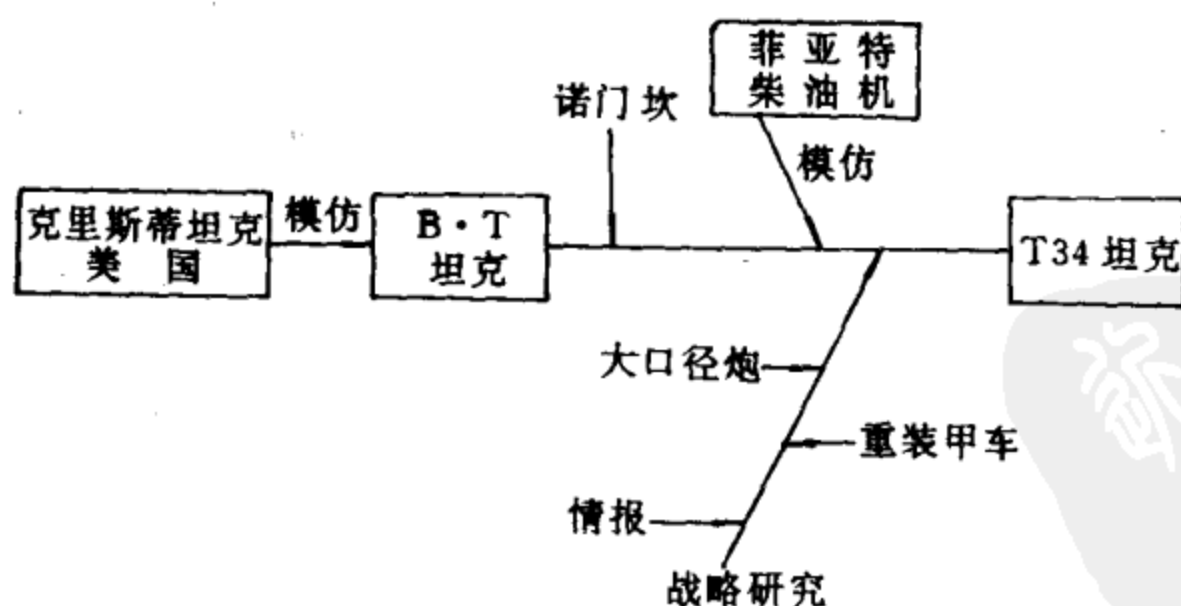 菲亚特
柴油机
诺门坎
模仿
克里斯蒂坦克
美国
模仿
B·T
坦克
T34坦克
大口径炮
重装甲车
情报
战略研究